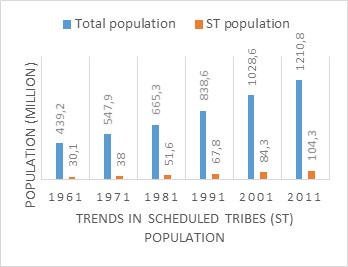 Total population ST population
POPULATION (MILLION)
439,2 30,1 547,9 38 665,3 51,6 838,6 67,8 1028,6 84,3 1210,8 104,3
1961 1971 1981 1991 2001 2011
TRENDS IN SCHEDULED TRIBES (ST)
POPULATION